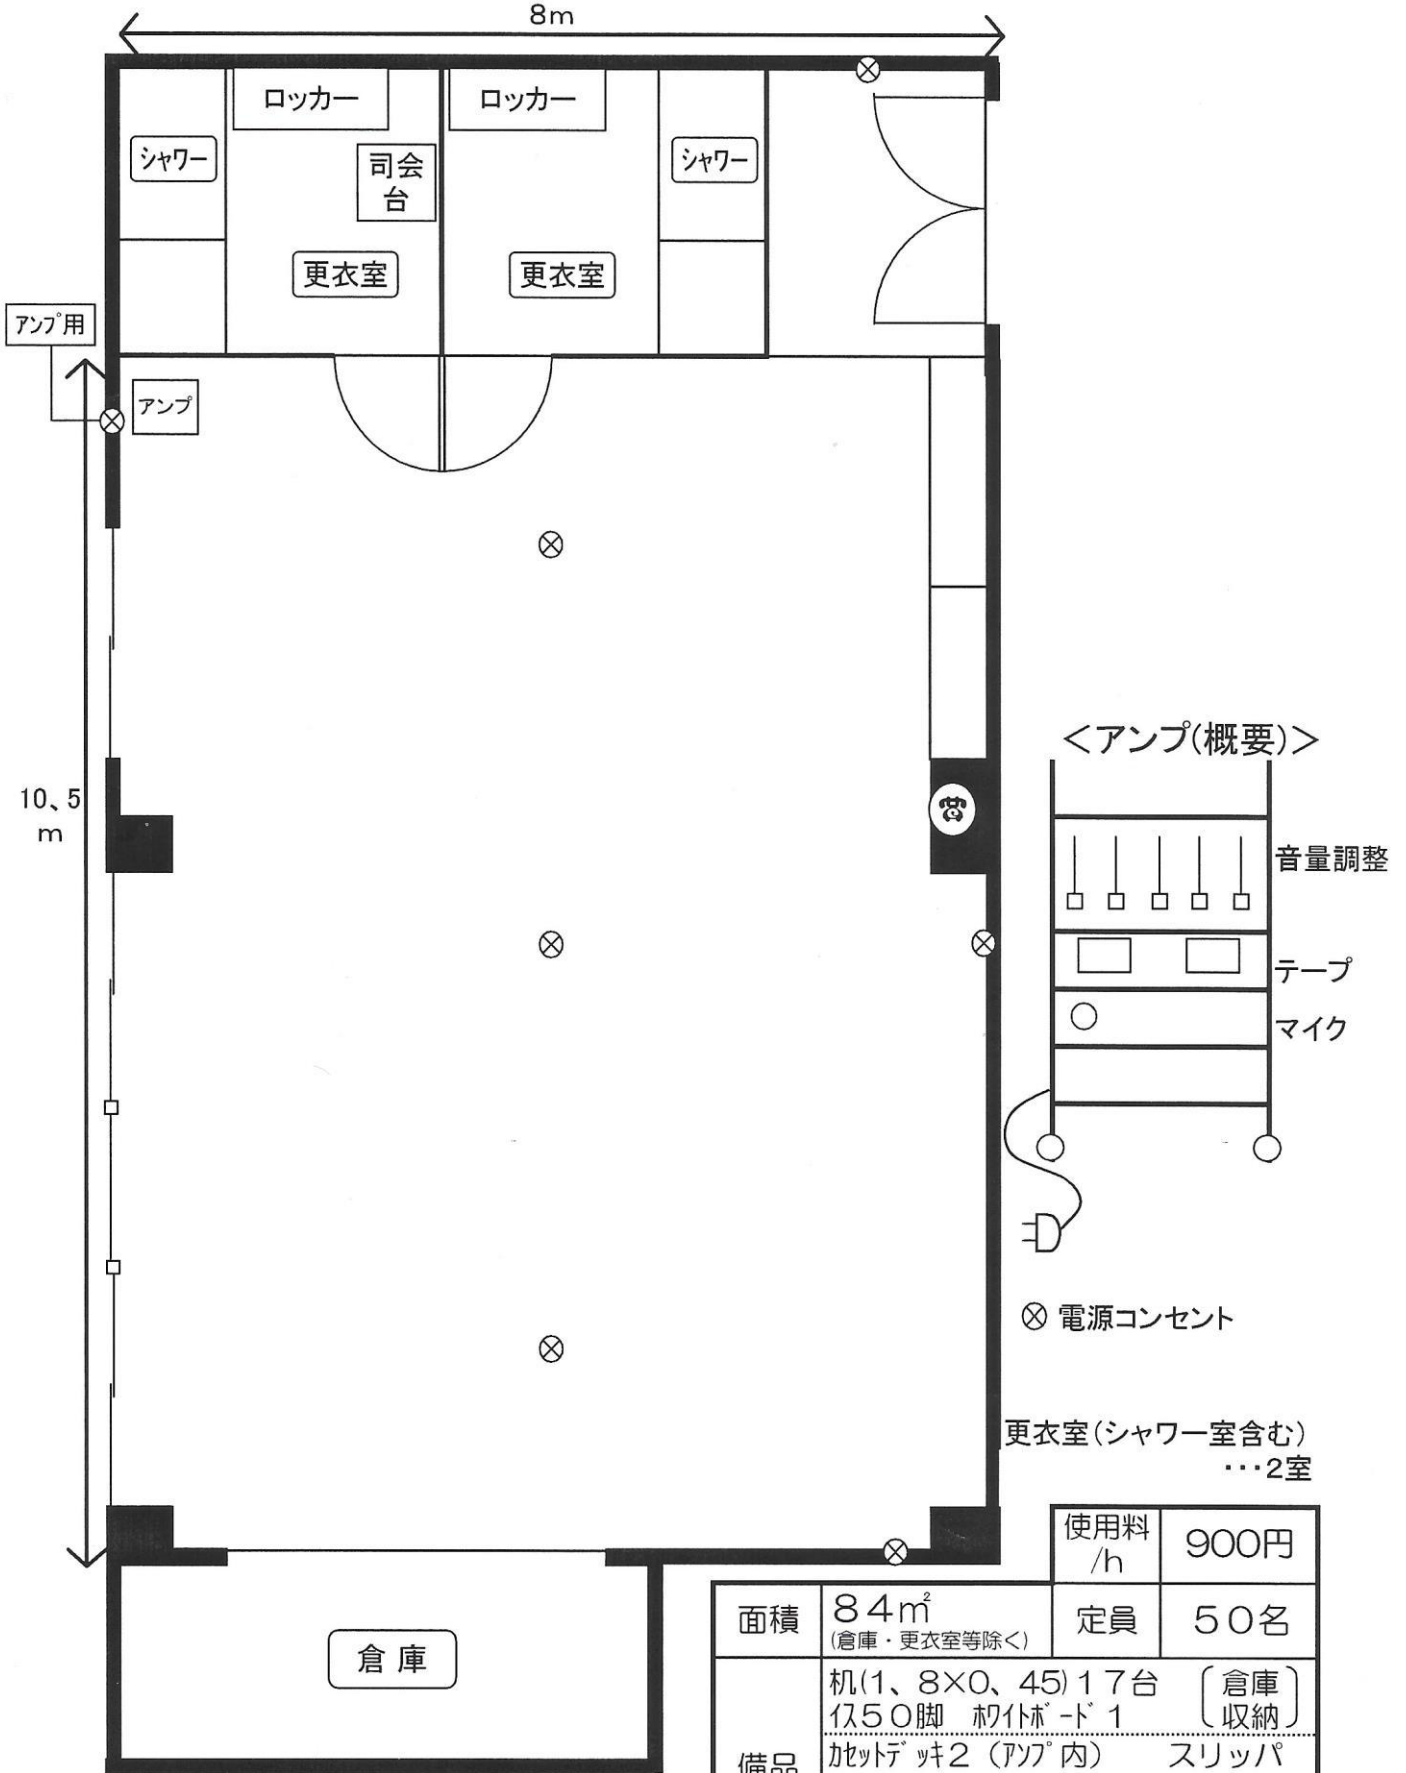 8m
ロッカー
ロッカー
シャワー
司会
台
シャワー
更衣室
更衣室
アンプ用
アンプ
10、5
m
＜アンプ(概要)＞
音量調整
テープ
マイク
電源コンセント
更衣室(シャワー室含む)
・・・2室
使用料
/h
900円
面積
84㎡
(倉庫・更衣室等除く)
定員
50名
倉庫
机(1、8×0、45)17台
イス50脚 ホワイトボード1
倉庫
収納
備品
カセットデッキ2 (アンプ内) スリッパ